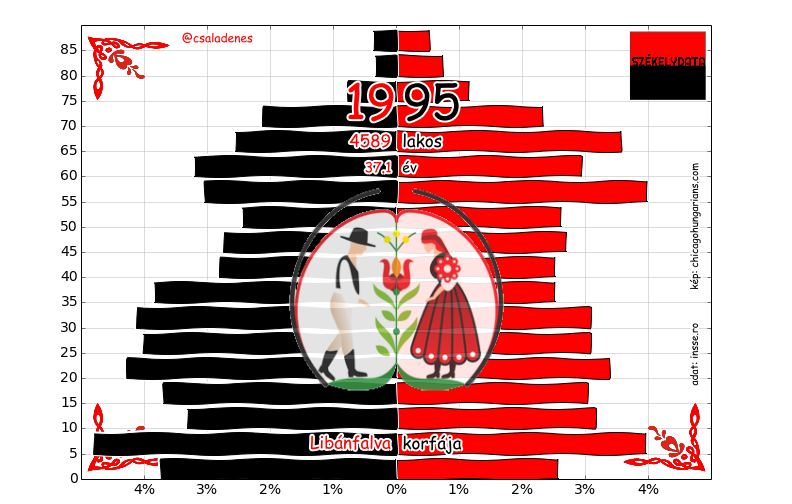 @csaladenes
SZÉKELYDATA
1995
4589 lakos
37.1 év
kép: chicagohungarians.com
adat: insse.ro
Libánfalva korfája
85
80
75
70
65
60
55
50
45
40
35
30
25
20
15
10
5
0
4% 3% 2% 1% 0% 1% 2% 3% 4%